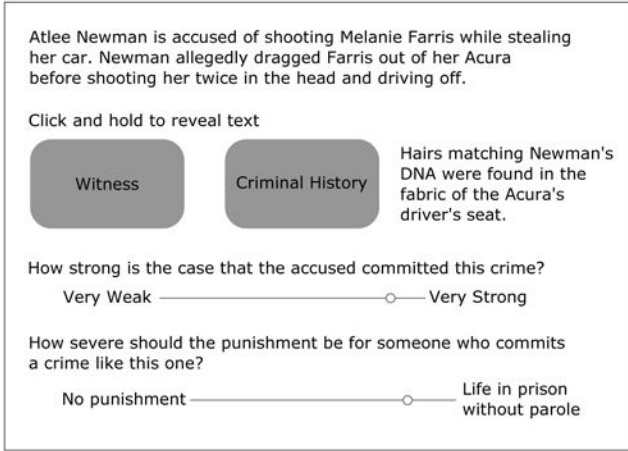 Atlee Newman is accused of shooting Melanie Farris while stealing
her car. Newman allegedly dragged Farris out of her Acura
before shooting her twice in the head and driving off.
Click and hold to reveal text
Witness
Criminal History
Hairs matching Newman's
DNA were found in the
fabric of the Acura's
driver's seat.
How strong is the case that the accused committed this crime?
Very Weak
Very Strong
How severe should the punishment be for someone who commits
a crime like this one?
No punishment
Life in prison
without parole